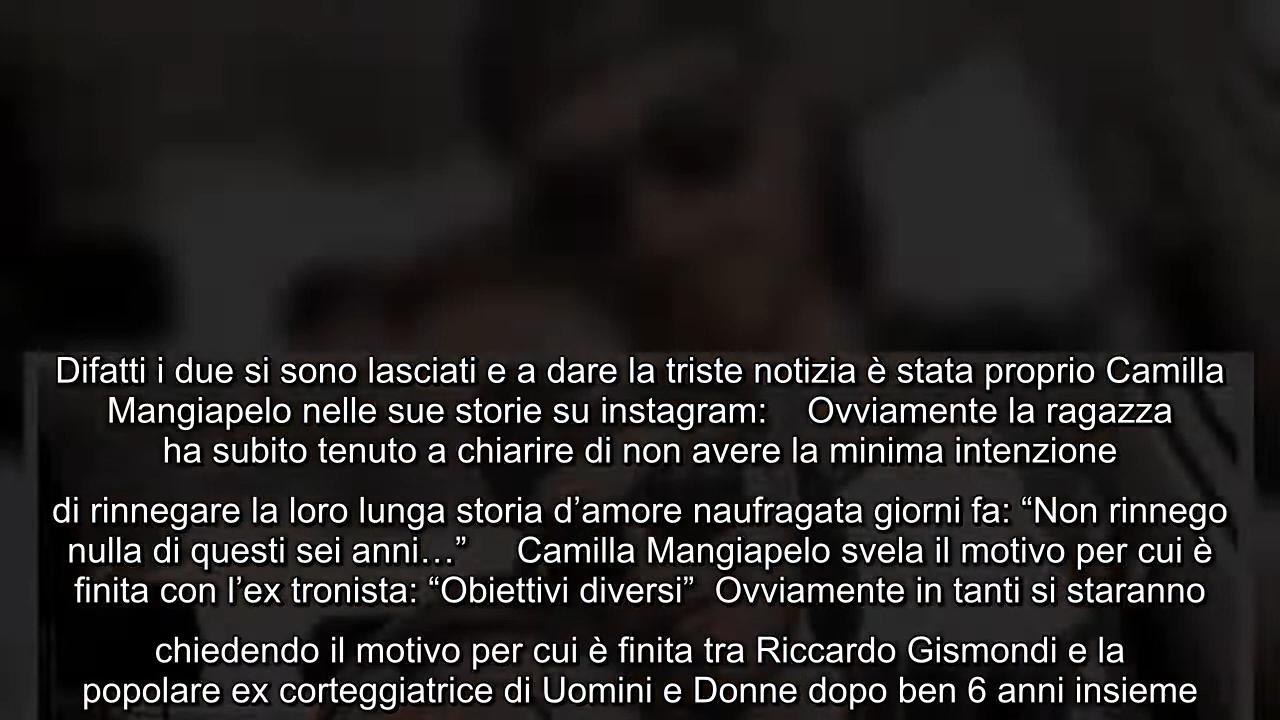 Difatti i due si sono lasciati e a dare la triste notizia è stata proprio Camilla
Mangiapelo nelle sue storie su instagram: Ovviamente la ragazza
ha subito tenuto a chiarire di non avere la minima intenzione
di rinnegare la loro lunga storia d’amore naufragata giorni fa: “Non rinnego
nulla di questi sei anni…” Camilla Mangiapelo svela il motivo per cui è
finita con l’ex tronista: “Obiettivi diversi” Ovviamente in tanti si staranno
chiedendo il motivo per cui è finita tra Riccardo Gismondi e la
popolare ex corteggiatrice di Uomini e Donne dopo ben 6 anni insieme